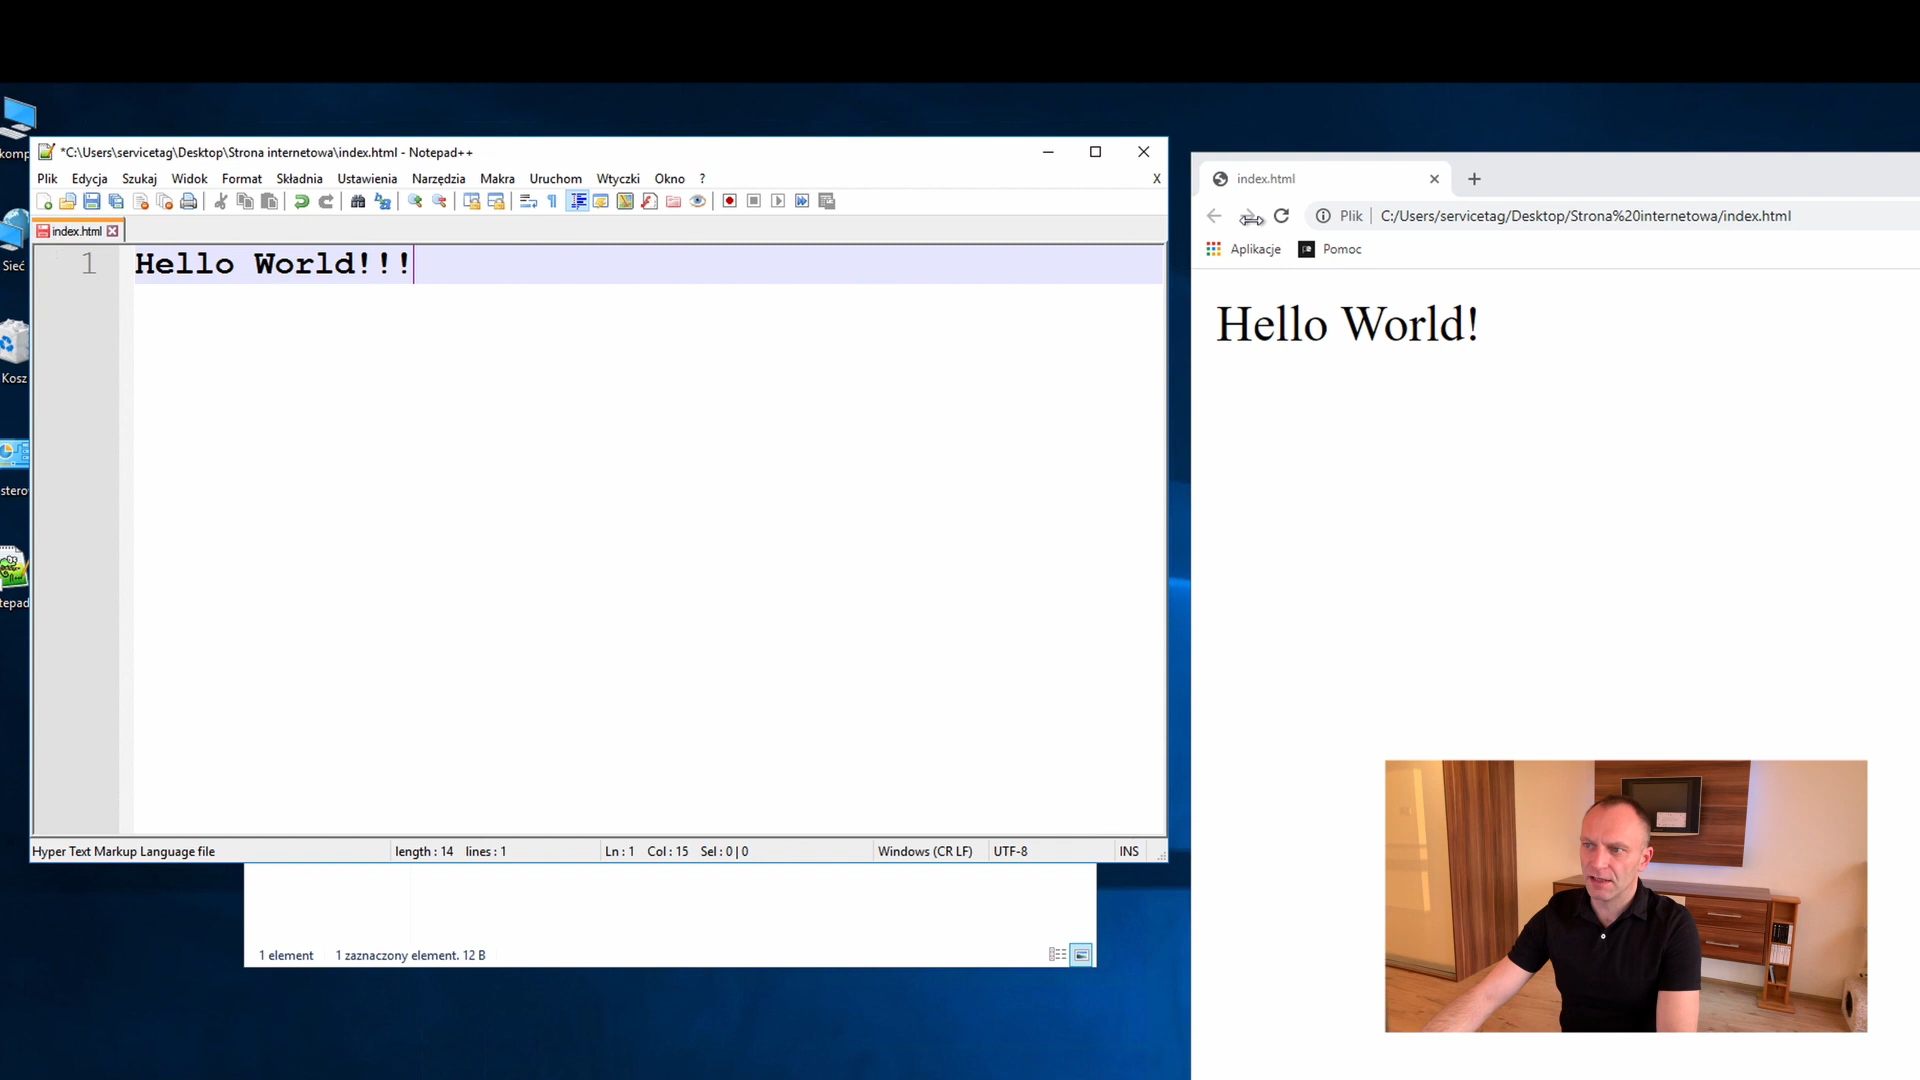 komp
Sieć
Kosz
stero
tepad
*C:\Users\servicetag\Desktop\Strona internetowa\index.html - Notepad++
Plik Edycja Szukaj Widok Format Składnia Ustawienia Narzędzia Makra Uruchom Wtyczki Okno ? X
index.html
1 Hello World!!!
Hyper Text Markup Language file length : 14 lines : 1 Ln : 1 Col : 15 Sel : 0 | 0 Windows (CR LF) UTF-8 INS
1 element 1 zaznaczony element. 12 B
index.html
Plik C:/Users/servicetag/Desktop/Strona%20internetowa/index.html
Aplikacje Pomoc
Hello World!